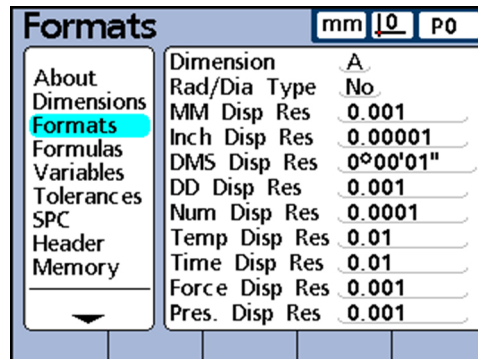 Formats mm 0 P0
About
Dimensions
Formats
Formulas
Variables
Tolerances
SPC
Header
Memory
Dimension A
Rad/Dia Type No
MM Disp Res 0.001
Inch Disp Res 0.00001
DMS Disp Res 0°00'01"
DD Disp Res 0.001
Num Disp Res 0.0001
Temp Disp Res 0.01
Time Disp Res 0.01
Force Disp Res 0.001
Pres. Disp Res 0.001